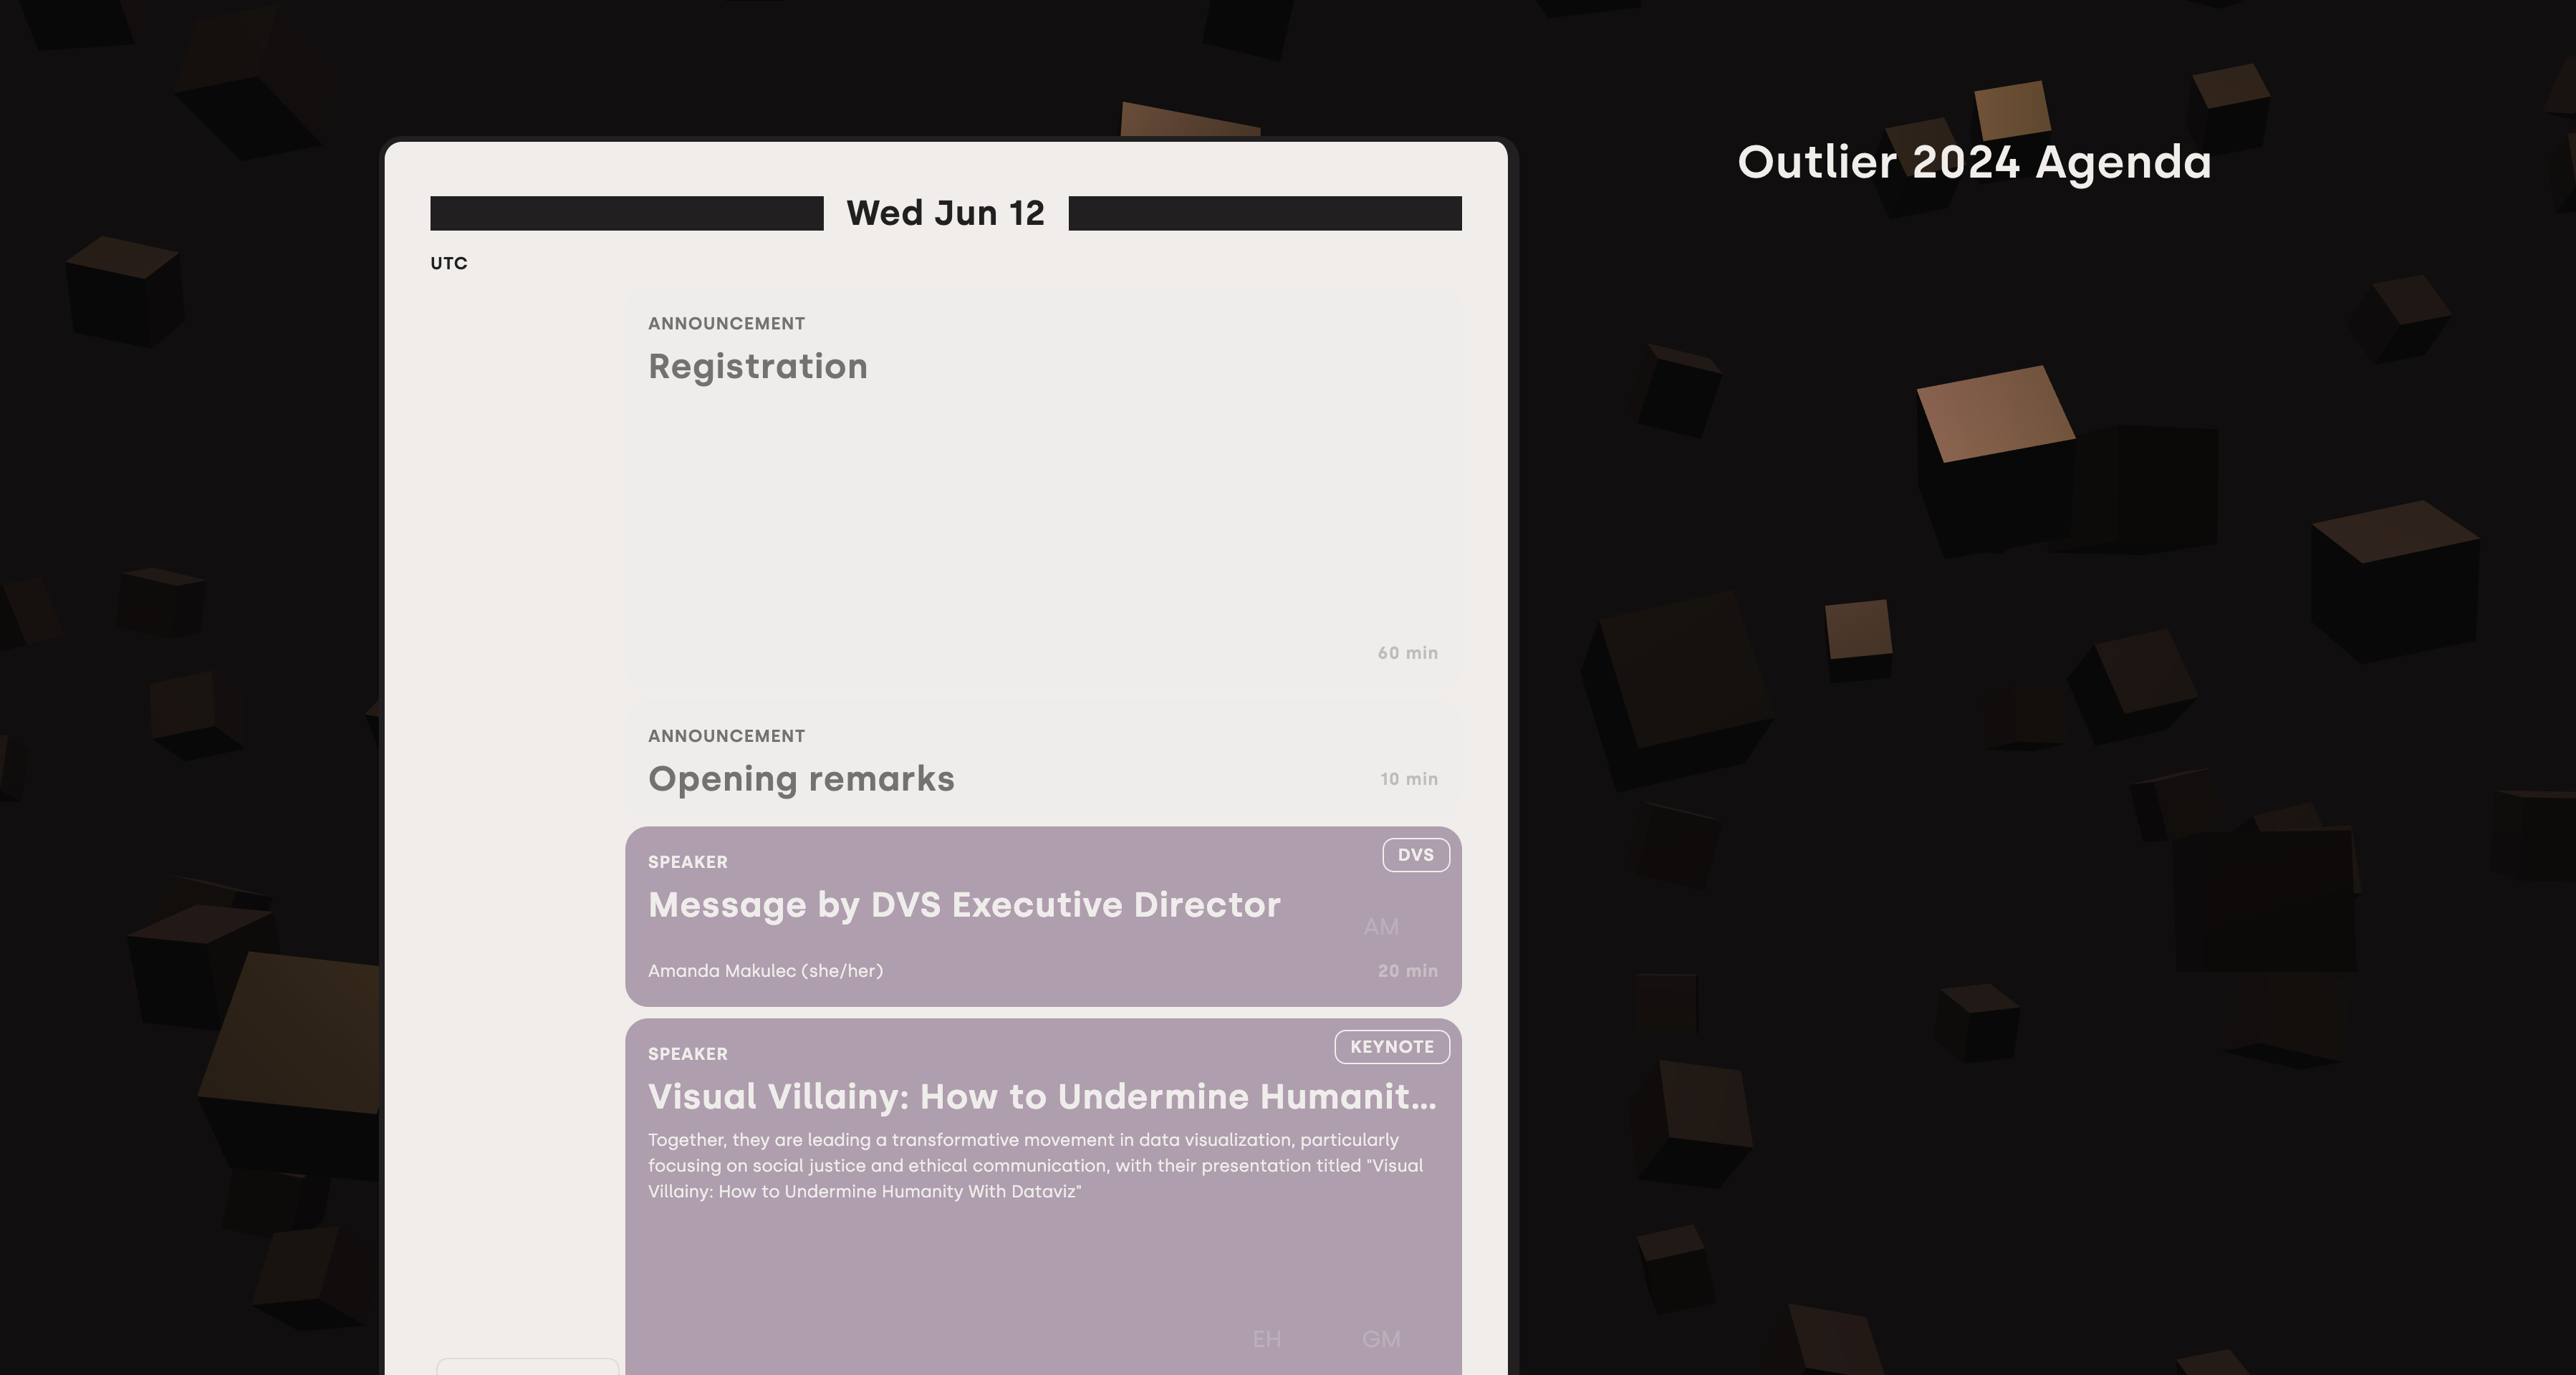 Outlier 2024 Agenda
Wed Jun 12
UTC
ANNOUNCEMENT
Registration
60 min
ANNOUNCEMENT
Opening remarks
10 min
DVS
SPEAKER
Message by DVS Executive Director
AM
Amanda Makulec (she/her)
20 min
KEYNOTE
SPEAKER
Visual Villainy: How to Undermine Humanit...
Together, they are leading a transformative movement in data visualization, particularly
focusing on social justice and ethical communication, with their presentation titled "Visual
Villainy: How to Undermine Humanity With Dataviz"
EH GM